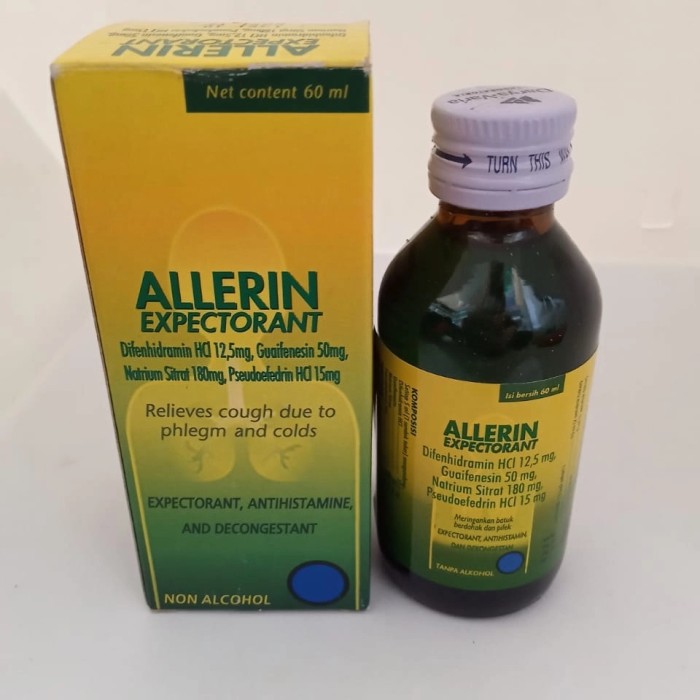 ALLERIN
EXPECTORANT
Net content 60 ml
ALLERIN
EXPECTORANT
Difenhidramin HCl 12,5mg, Guaifenesin 50mg,
Natrium Sitrat 180mg, Pseudoefedrin HCl 15mg
Relieves cough due to
phlegm and colds
EXPECTORANT, ANTIHISTAMINE,
AND DECONGESTANT
NON ALCOHOL
Darya-Varia
TURN THIS
KOMPOSISI
Isi bersih 60 ml
ALLERIN
EXPECTORANT
Difenhidramin HCl 12,5 mg,
Guaifenesin 50 mg,
Natrium Sitrat 180 mg,
Pseudoefedrin HCl 15 mg
Meringankan batuk
berdahak dan pilek
EXPECTORANT, ANTIHISTAMIN,
DAN DEKONGESTAN
TANPA ALKOHOL